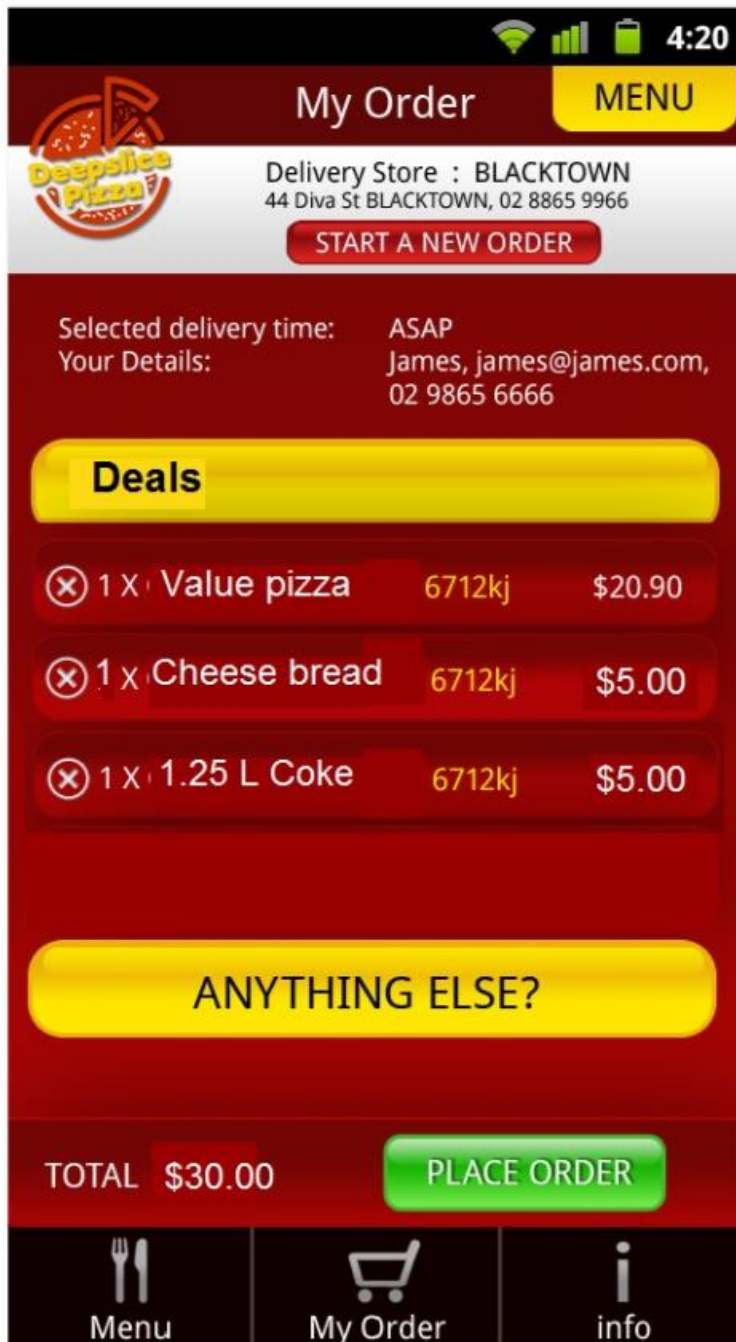 4:20
My Order
MENU
Deepslice
Pizza
Delivery Store : BLACKTOWN
44 Diva St BLACKTOWN, 02 8865 9966
START A NEW ORDER
Selected delivery time: ASAP
Your Details: James, james@james.com,
02 9865 6666
Deals
1 X Value pizza 6712kj $20.90
1 X Cheese bread 6712kj $5.00
1 X 1.25 L Coke 6712kj $5.00
ANYTHING ELSE?
TOTAL $30.00 PLACE ORDER
Menu My Order info